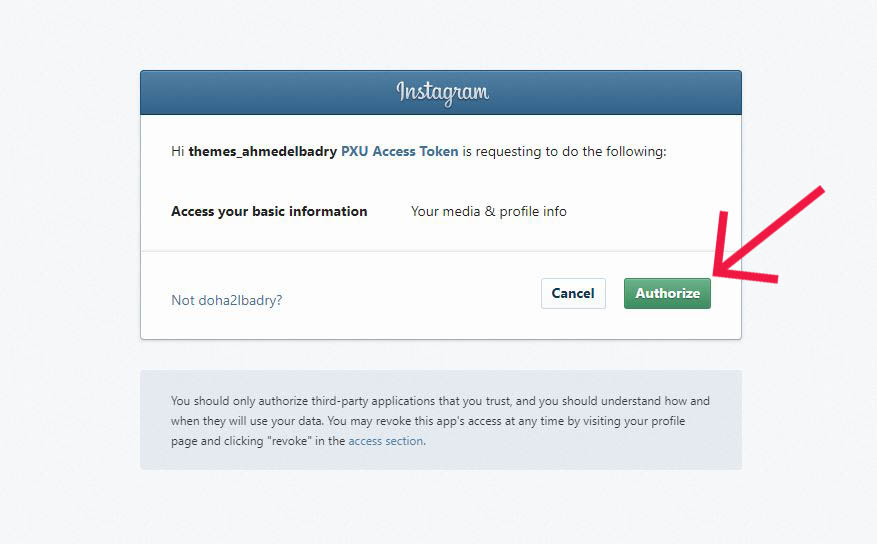 Instagram
Hi themes_ahmedelbadry PXU Access Token is requesting to do the following:
Access your basic information Your media & profile info
Not doha2lbadry?
Cancel
Authorize
You should only authorize third-party applications that you trust, and you should understand how and
when they will use your data. You may revoke this app's access at any time by visiting your profile
page and clicking "revoke" in the access section.